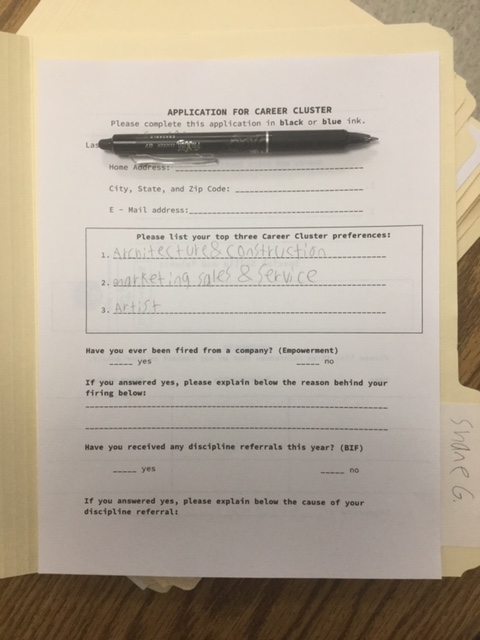 APPLICATION FOR CAREER CLUSTER
Please complete this application in black or blue ink.
Home Address:
City, State, and Zip Code:
E - Mail address:
Please list your top three Career Cluster preferences:
1. Architecture & Construction
2. marketing sales & Service
3. Artist
Have you ever been fired from a company? (Empowerment)
yes no
If you answered yes, please explain below the reason behind your
firing below:
Have you received any discipline referrals this year? (BIF)
yes no
If you answered yes, please explain below the cause of your
discipline referral:
Shane G.